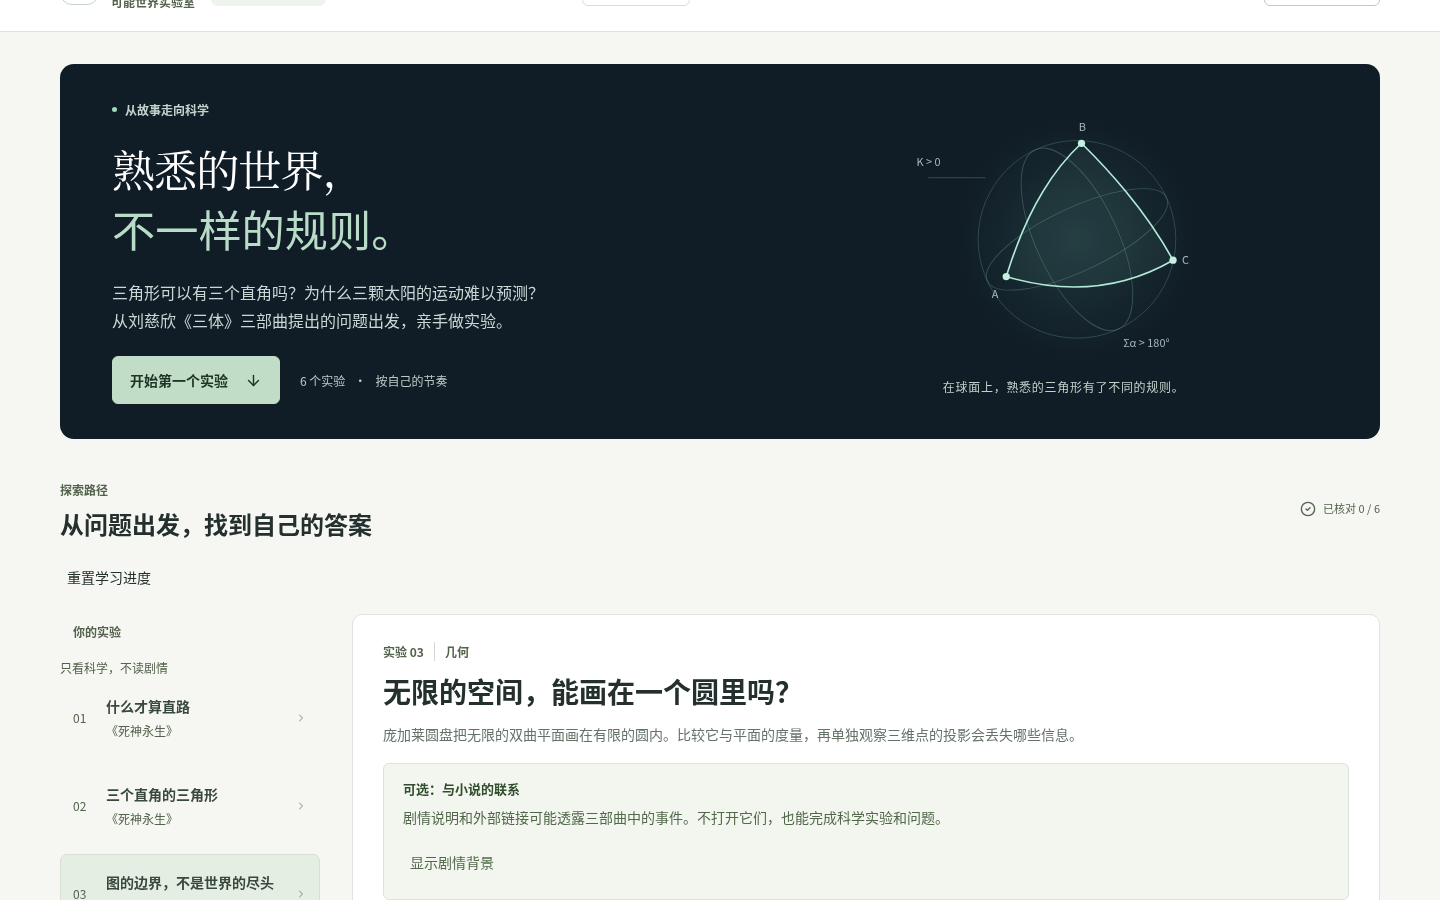 可能世界实验室
从故事走向科学
熟悉的世界,
不一样的规则。
三角形可以有三个直角吗？为什么三颗太阳的运动难以预测？
从刘慈欣《三体》三部曲提出的问题出发，亲手做实验。
开始第一个实验
6 个实验 · 按自己的节奏
B
K > 0
C
A
Σα > 180°
在球面上，熟悉的三角形有了不同的规则。
探索路径
从问题出发，找到自己的答案
已核对 0 / 6
重置学习进度
你的实验
只看科学，不读剧情
01
什么才算直路
《死神永生》
02
三个直角的三角形
《死神永生》
03
图的边界，不是世界的尽头
实验 03
几何
无限的空间，能画在一个圆里吗？
庞加莱圆盘把无限的双曲平面画在有限的圆内。比较它与平面的度量，再单独观察三维点的投影会丢失哪些信息。
可选：与小说的联系
剧情说明和外部链接可能透露三部曲中的事件。不打开它们，也能完成科学实验和问题。
显示剧情背景